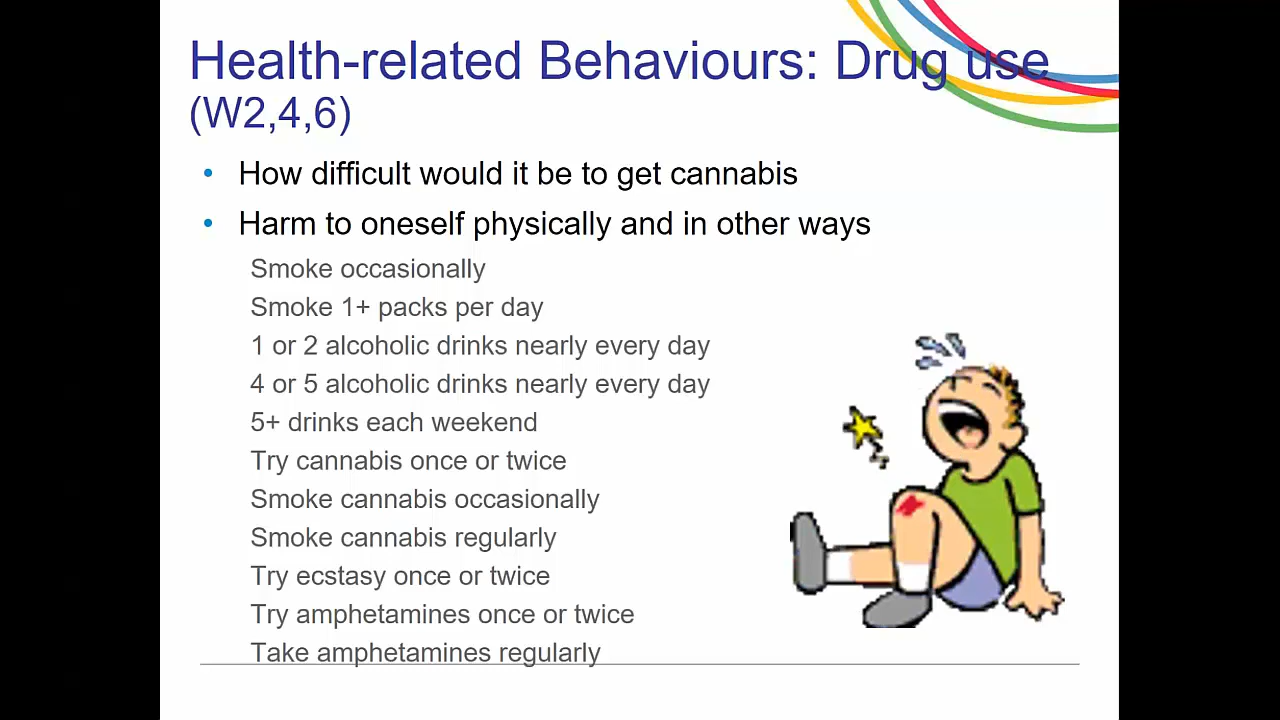 Health-related Behaviours: Drug use
(W2,4,6)
• How difficult would it be to get cannabis
• Harm to oneself physically and in other ways
Smoke occasionally
Smoke 1+ packs per day
1 or 2 alcoholic drinks nearly every day
4 or 5 alcoholic drinks nearly every day
5+ drinks each weekend
Try cannabis once or twice
Smoke cannabis occasionally
Smoke cannabis regularly
Try ecstasy once or twice
Try amphetamines once or twice
Take amphetamines regularly